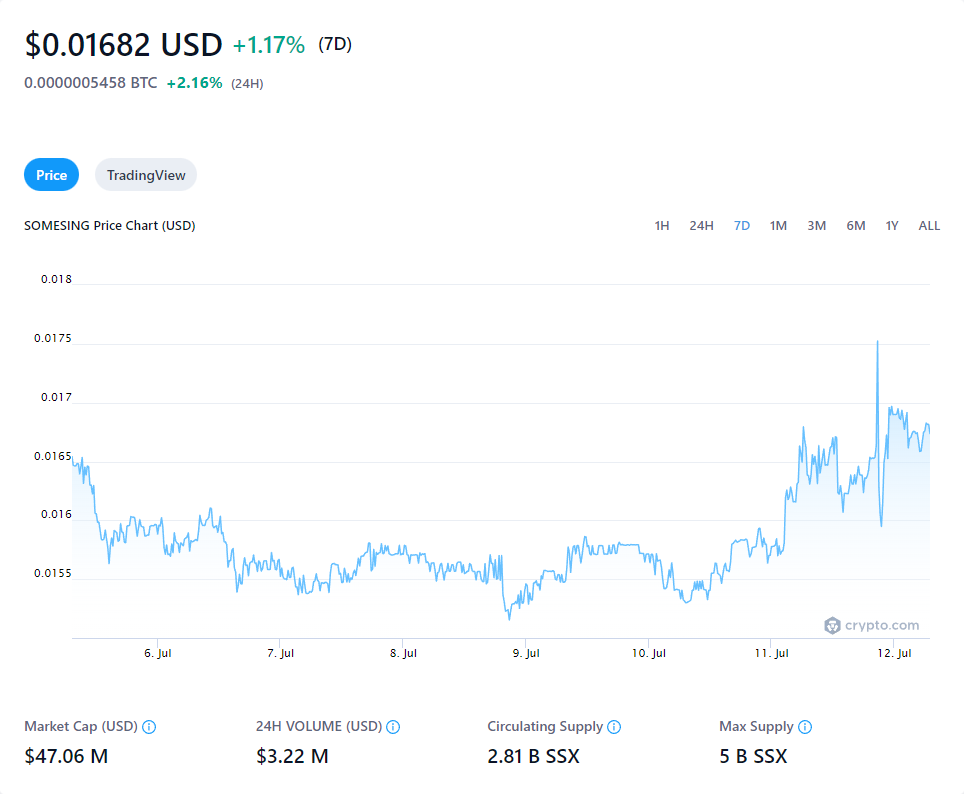 $0.01682 USD +1.17% (7D)
0.0000005458 BTC +2.16% (24H)
Price TradingView
SOMESING Price Chart (USD) 1H 24H 7D 1M 3M 6M 1Y ALL
0.018
0.0175
0.017
0.0165
0.016
0.0155
crypto.com
6. Jul 7. Jul 8. Jul 9. Jul 10. Jul 11. Jul 12. Jul
Market Cap (USD) 24H VOLUME (USD) Circulating Supply Max Supply
$47.06 M $3.22 M 2.81 B SSX 5 B SSX